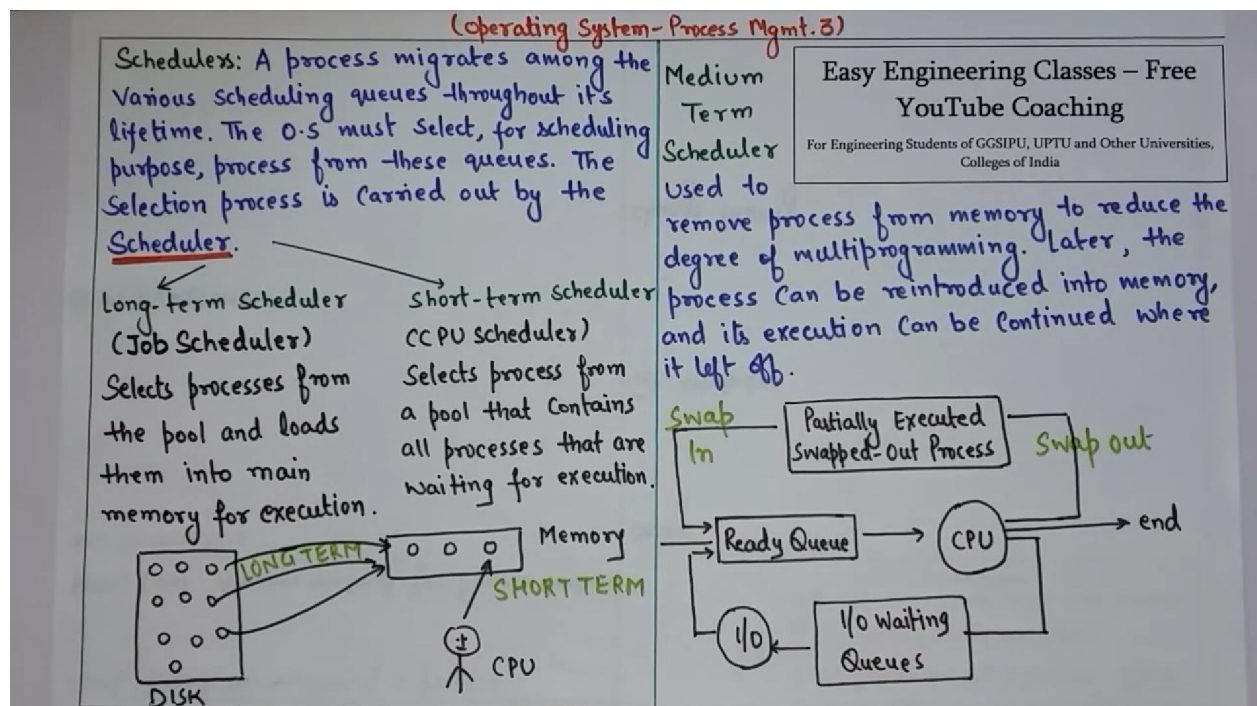 (Operating System- Process Mgmt.3)
Schedulers: A process migrates among the
Various scheduling queues throughout it's
lifetime. The O.S must Select, for scheduling
purpose, process from these queues. The
Selection process is Carried out by the
Scheduler.
Long-term Scheduler
(Job Scheduler)
Selects processes from
the pool and loads
them into main
memory for execution.
Short-term Scheduler
CCPU Scheduler)
Selects process from
a pool that Contains
all processes that are
waiting for execution.
LONG TERM
Memory
SHORT TERM
CPU
DISK
Medium
Term
Scheduler
used to
remove process from memory to reduce the
degree of multiprogramming. Later, the
process Can be reintroduced into memory,
and its execution Can be Continued where
it left off.
Easy Engineering Classes – Free
YouTube Coaching
For Engineering Students of GGSIPU, UPTU and Other Universities,
Colleges of India
Swap
In
Partially Executed
Swapped-Out Process
Swap out
Ready Queue
CPU
end
I/O
I/O Waiting
Queues